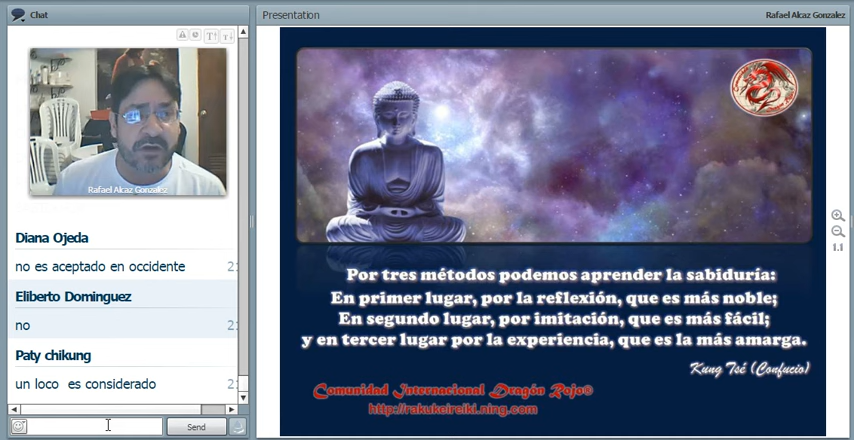 Chat
Presentation
Rafael Alcaz Gonzalez
Rafael Alcaz Gonzalez
Diana Ojeda
no es aceptado en occidente
Eliberto Dominguez
no
Paty chikung
un loco es considerado
Send
Por tres métodos podemos aprender la sabiduría:
En primer lugar, por la reflexión, que es más noble;
En segundo lugar, por imitación, que es más fácil;
y en tercer lugar por la experiencia, que es la más amarga.
Kung Tsé (Confucio)
Comunidad Internacional Dragón Rojo®
http://rakukeireiki.ning.com
1.1